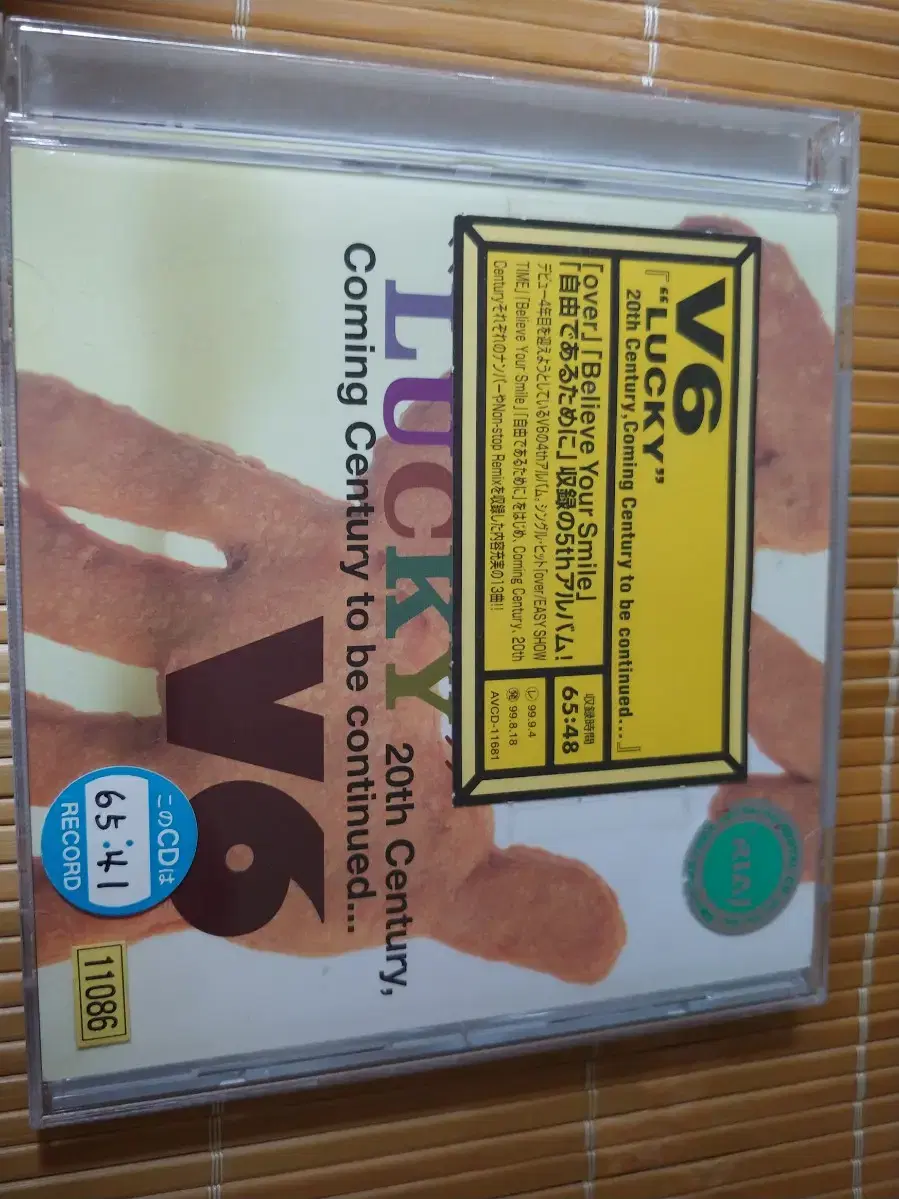 V6
『“LUCKY”
20th Century, Coming Century to be continued...』
「over」「Believe Your Smile」
「自由であるために」収録の5thアルバム!
デビュー4年目を迎えようとしているV604thアルバム。シングル・ヒット「over/EASY SHOW
TIME」「Believe Your Smile」「自由であるために」をはじめ、Coming Century、20th
Centuryそれぞれのナンバーや Non-stop Remixを収録した内容充実の13曲!!
収録時間
65:48
Ⓛ 99.9.4
㊝ 99.8.18
AVCD-11681
LUCKY 20th Century,
Coming Century to be continued...
V6
このCDは
65:41
RECORD
11086